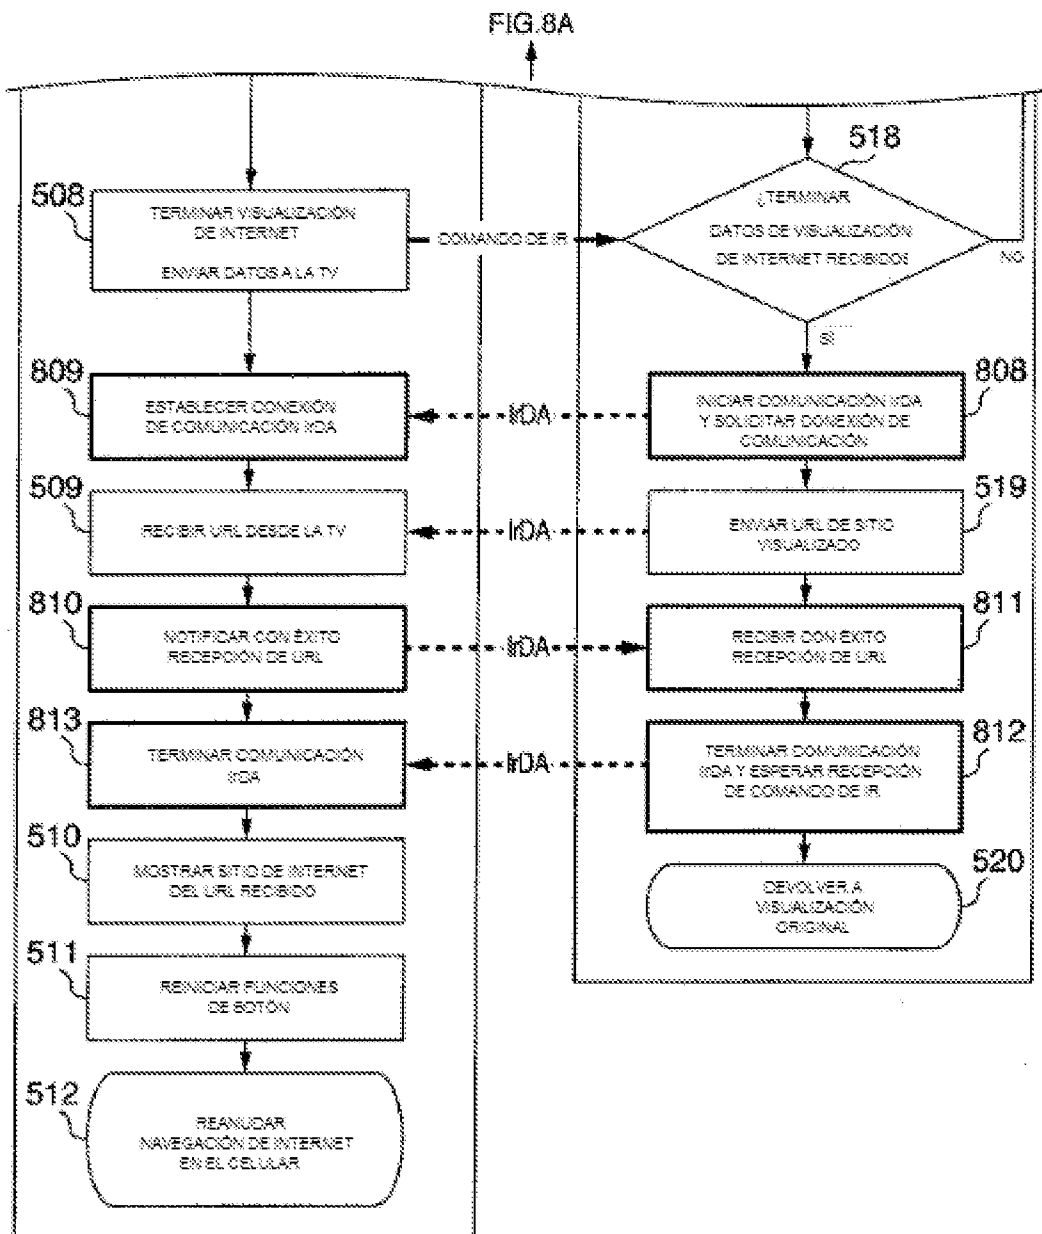 FIG.8A
518
508
TERMINAR VISUALIZACIÓN
DE INTERNET
ENVIAR DATOS A LA TV
COMANDO DE IR
¿TERMINAR
DATOS DE VISUALIZACIÓN
DE INTERNET RECIBIDOS
NO
SÍ
809
ESTABLECER CONEXIÓN
DE COMUNICACIÓN IrDA
IrDA
808
INICIAR COMUNICACIÓN IrDA
Y SOLICITAR CONEXIÓN DE
COMUNICACIÓN
509
RECIBIR URL DESDE LA TV
IrDA
519
ENVIAR URL DE SITIO
VISUALIZADO
810
NOTIFICAR CON ÉXITO
RECEPCIÓN DE URL
IrDA
811
RECIBIR CON ÉXITO
RECEPCIÓN DE URL
813
TERMINAR COMUNICACIÓN
IrDA
IrDA
812
TERMINAR COMUNICACIÓN
IrDA Y ESPERAR RECEPCIÓN
DE COMANDO DE IR
510
MOSTRAR SITIO DE INTERNET
DEL URL RECIBIDO
520
DEVOLVER A
VISUALIZACIÓN
ORIGINAL
511
REINICIAR FUNCIONES
DE BOTÓN
512
REANUDAR
NAVEGACIÓN DE INTERNET
EN EL CELULAR